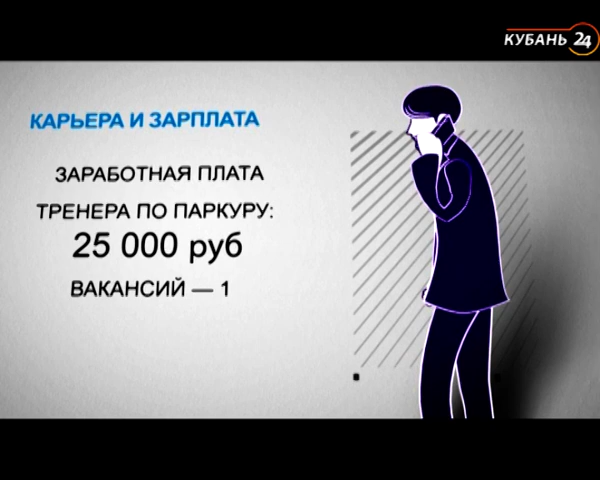 КУБАНЬ 24
КАРЬЕРА И ЗАРПЛАТА
ЗАРАБОТНАЯ ПЛАТА
ТРЕНЕРА ПО ПАРКУРУ:
25 000 руб
ВАКАНСИЙ — 1